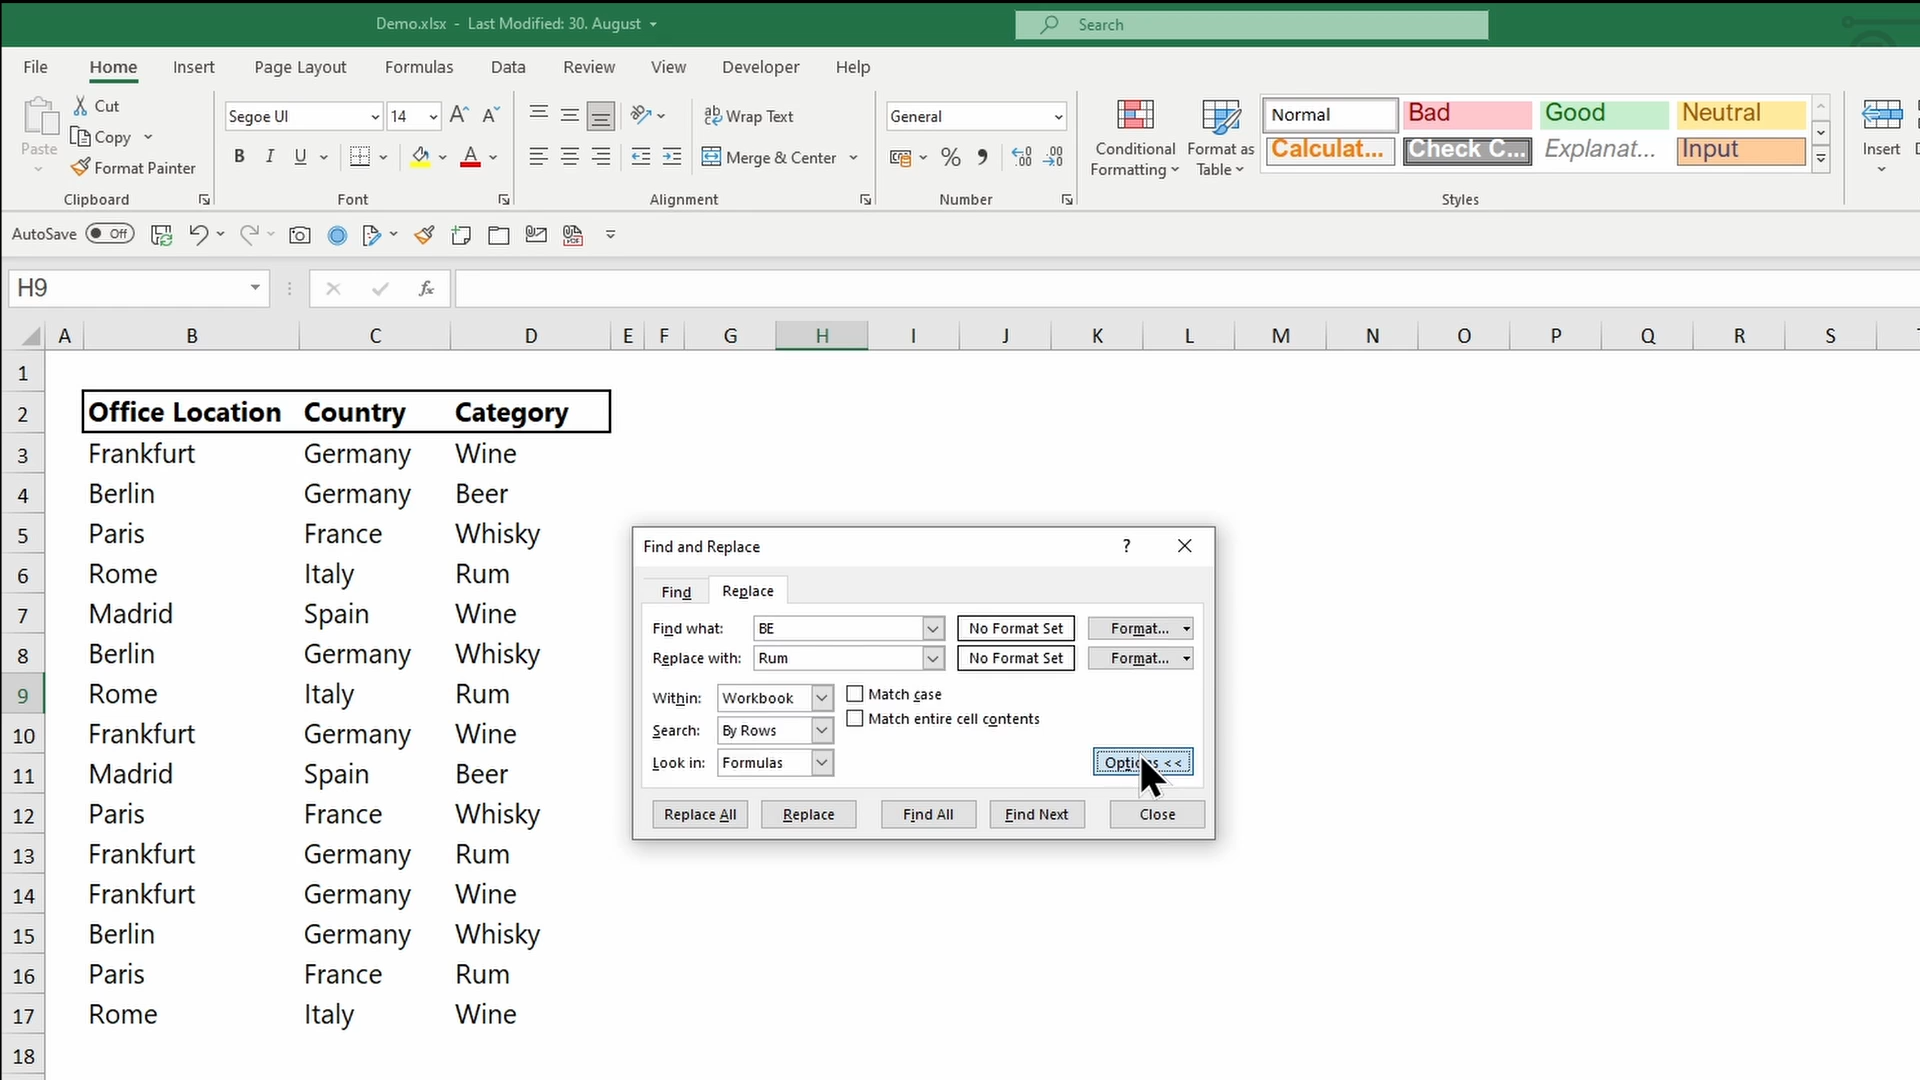 Demo.xlsx - Last Modified: 30. August
Search
File Home Insert Page Layout Formulas Data Review View Developer Help
Paste
Cut
Copy
Format Painter
Clipboard
Segoe UI 14
B I U
Font
Wrap Text
Merge & Center
Alignment
General
Number
Conditional Formatting
Format as Table
Normal Bad Good Neutral
Calculat... Check C... Explanat... Input
Styles
Insert
AutoSave Off
H9
fx
A B C D E F G H I J K L M N O P Q R S
1
2 Office Location Country Category
3 Frankfurt Germany Wine
4 Berlin Germany Beer
5 Paris France Whisky
6 Rome Italy Rum
7 Madrid Spain Wine
8 Berlin Germany Whisky
9 Rome Italy Rum
10 Frankfurt Germany Wine
11 Madrid Spain Beer
12 Paris France Whisky
13 Frankfurt Germany Rum
14 Frankfurt Germany Wine
15 Berlin Germany Whisky
16 Paris France Rum
17 Rome Italy Wine
18
Find and Replace ?
Find Replace
Find what: BE No Format Set Format...
Replace with: Rum No Format Set Format...
Within: Workbook Match case
Match entire cell contents
Search: By Rows
Look in: Formulas Options <<
Replace All Replace Find All Find Next Close